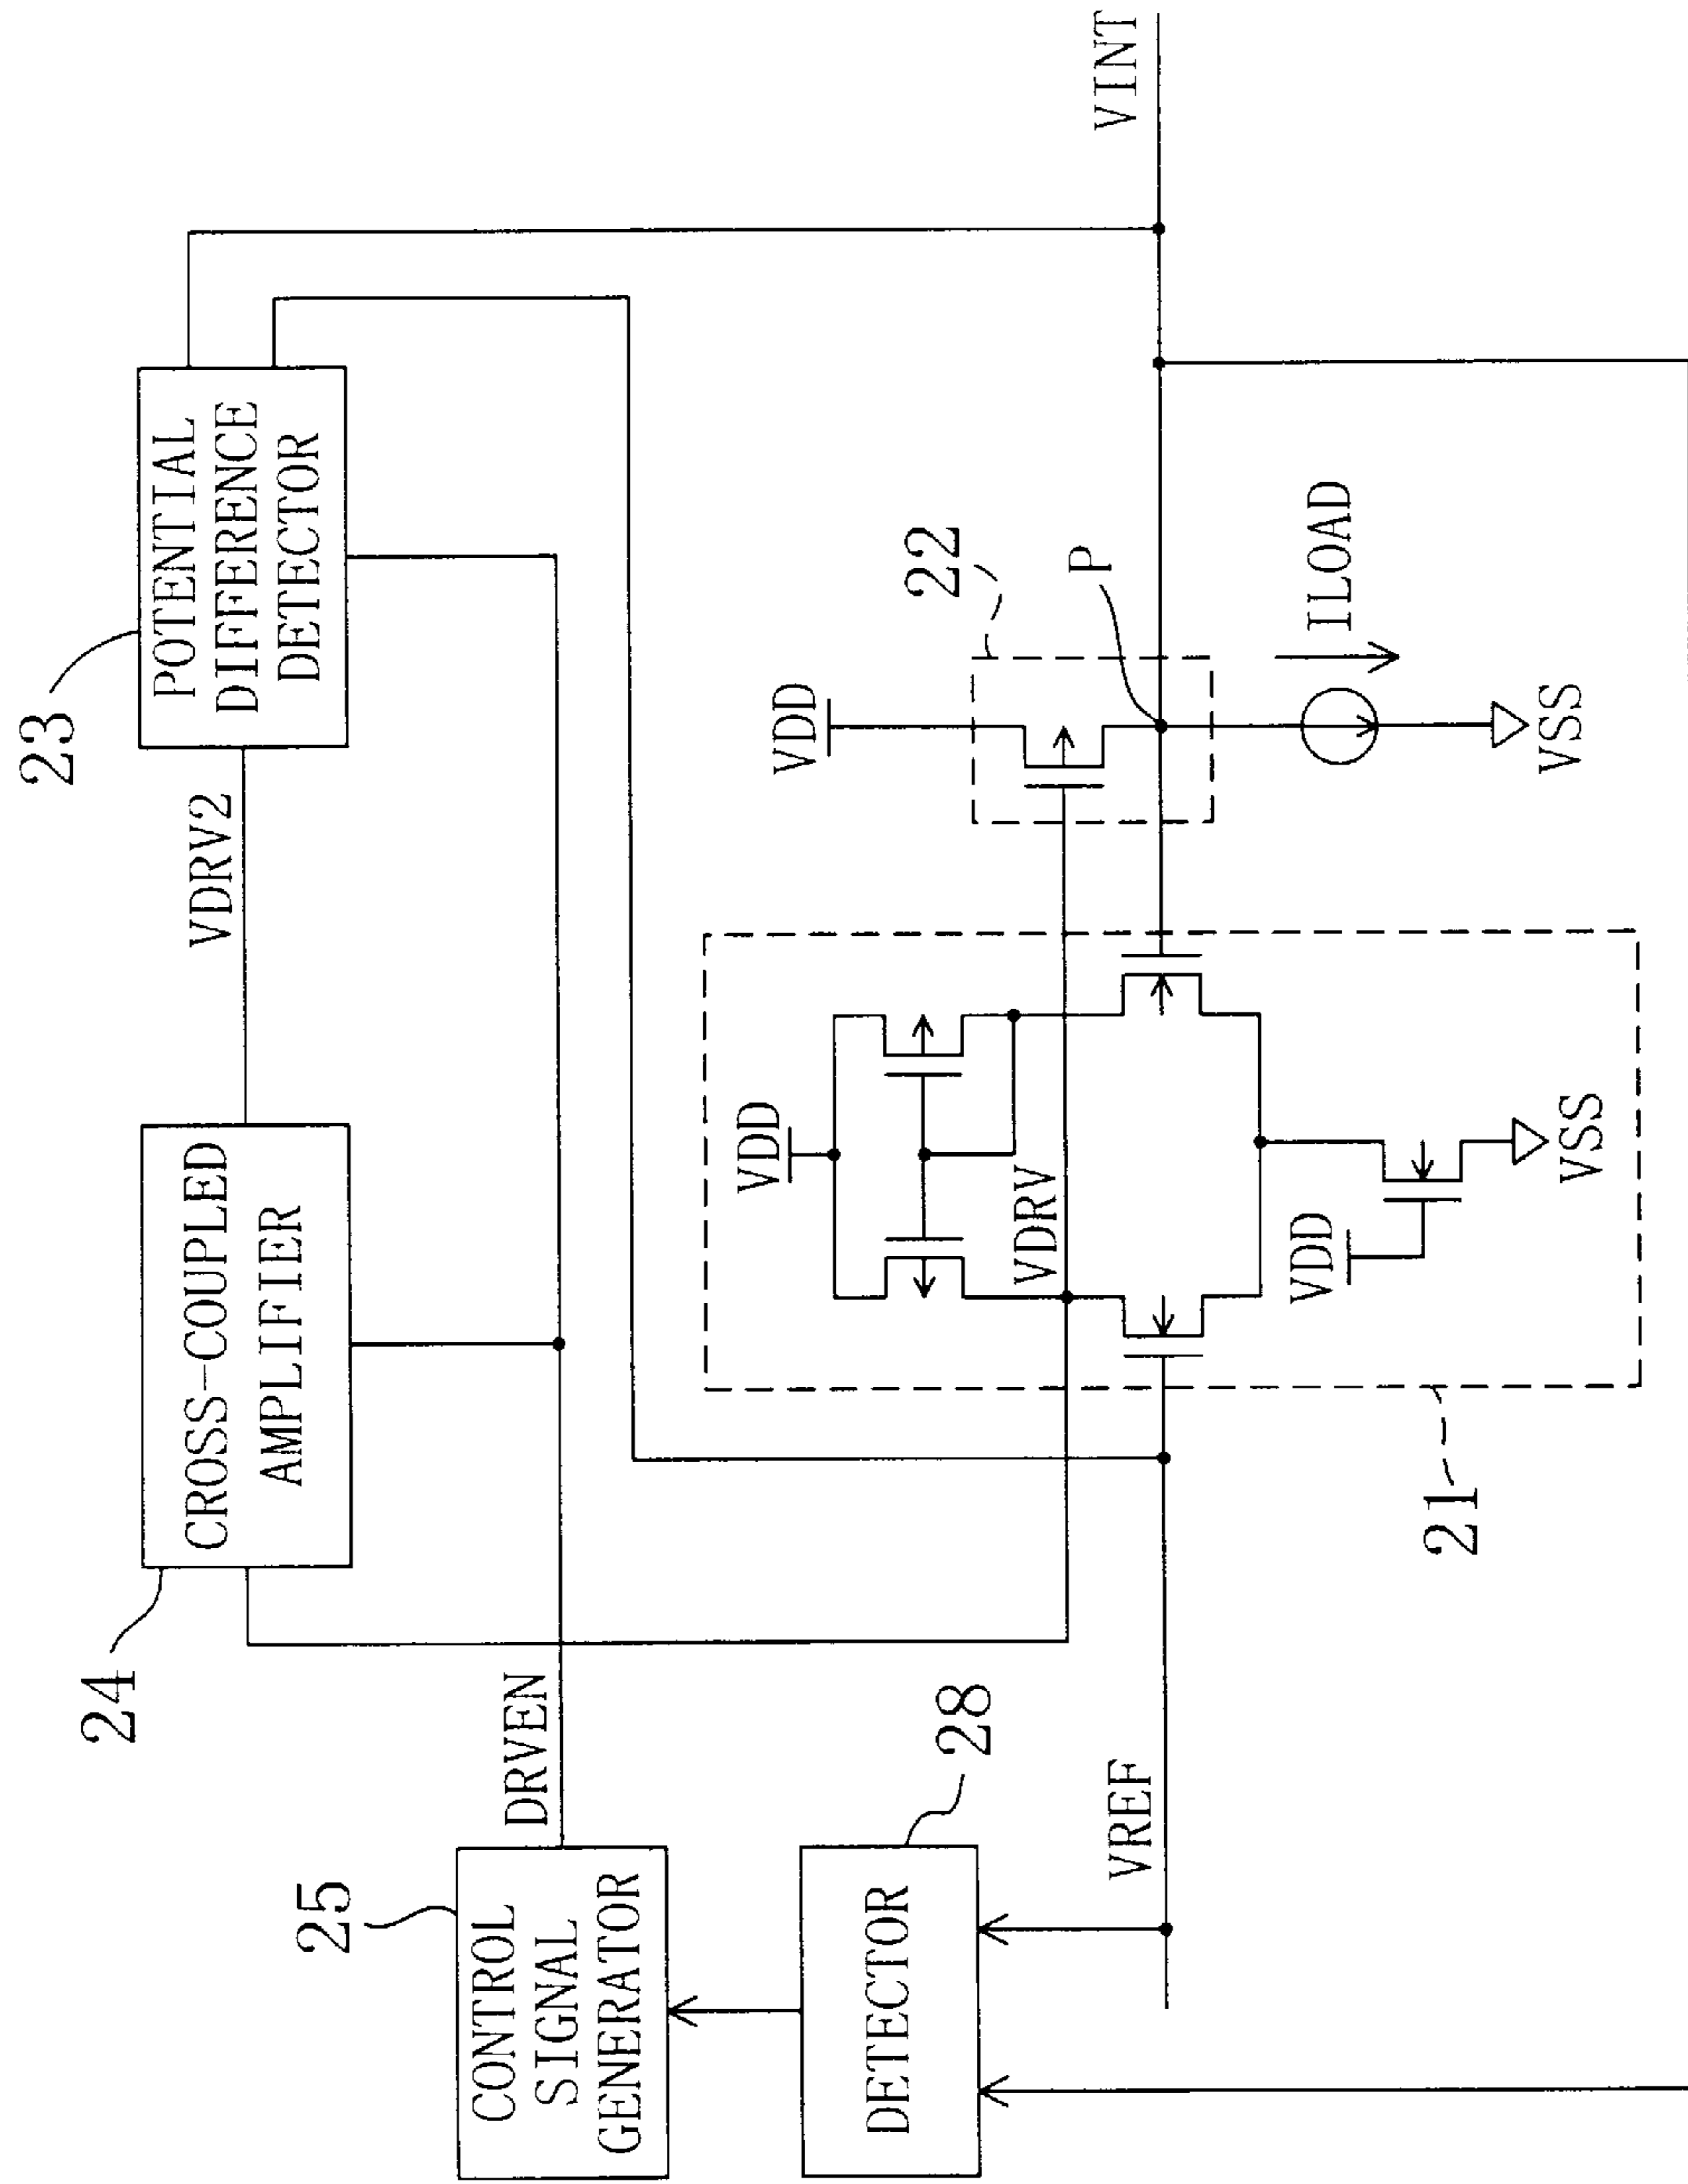 23
POTENTIAL
DIFFERENCE
DETECTOR
VDRV2
24
CROSS-COUPLED
AMPLIFIER
25
CONTROL
SIGNAL
GENERATOR
DRVEN
28
DETECTOR
VREF
21
VDD
VDRV
VDD
VSS
22
VDD
P
ILOAD
VSS
VINT